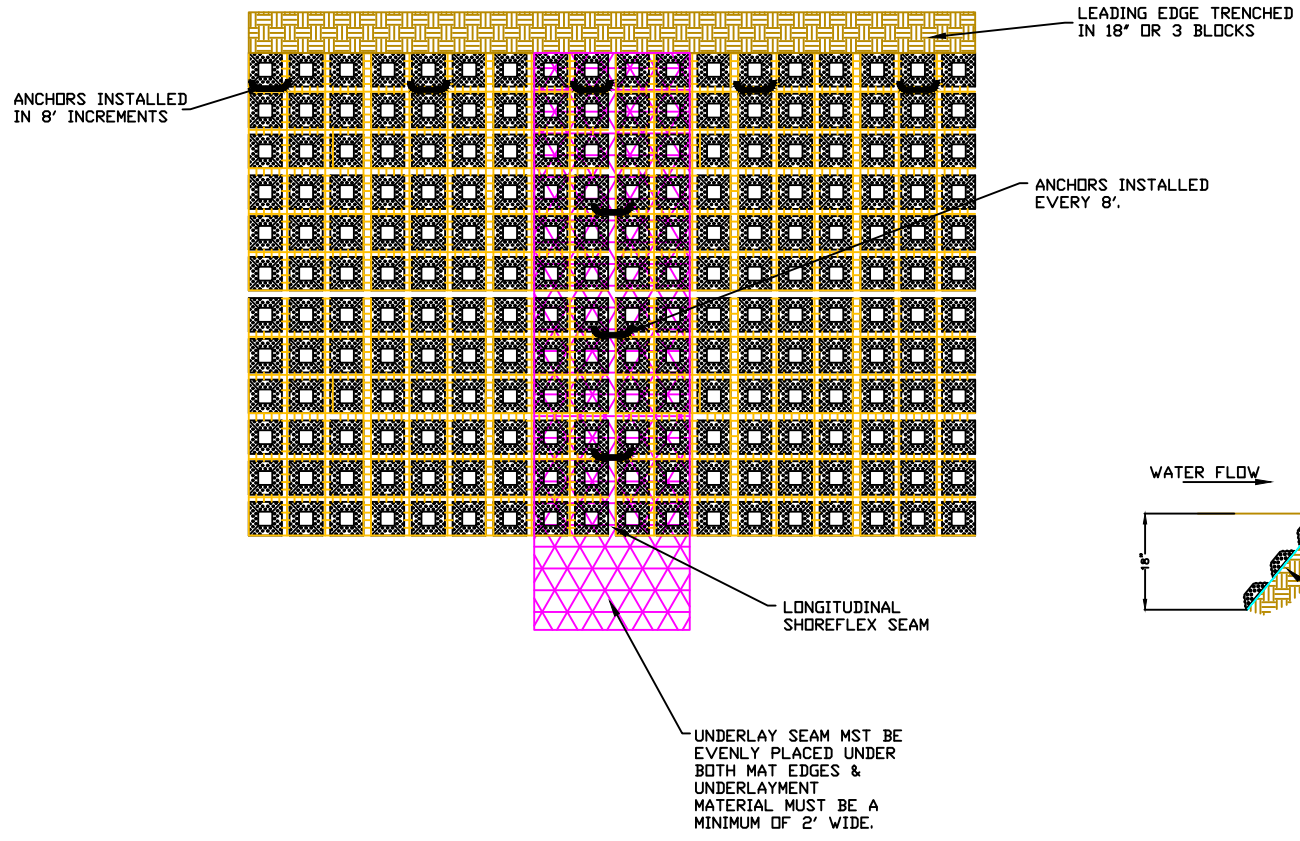 LEADING EDGE TRENCHED
IN 18" OR 3 BLOCKS
ANCHORS INSTALLED
IN 8' INCREMENTS
ANCHORS INSTALLED
EVERY 8'.
WATER FLOW
18"
LONGITUDINAL
SHOREFLEX SEAM
UNDERLAY SEAM MST BE
EVENLY PLACED UNDER
BOTH MAT EDGES &
UNDERLAYMENT
MATERIAL MUST BE A
MINIMUM OF 2' WIDE.